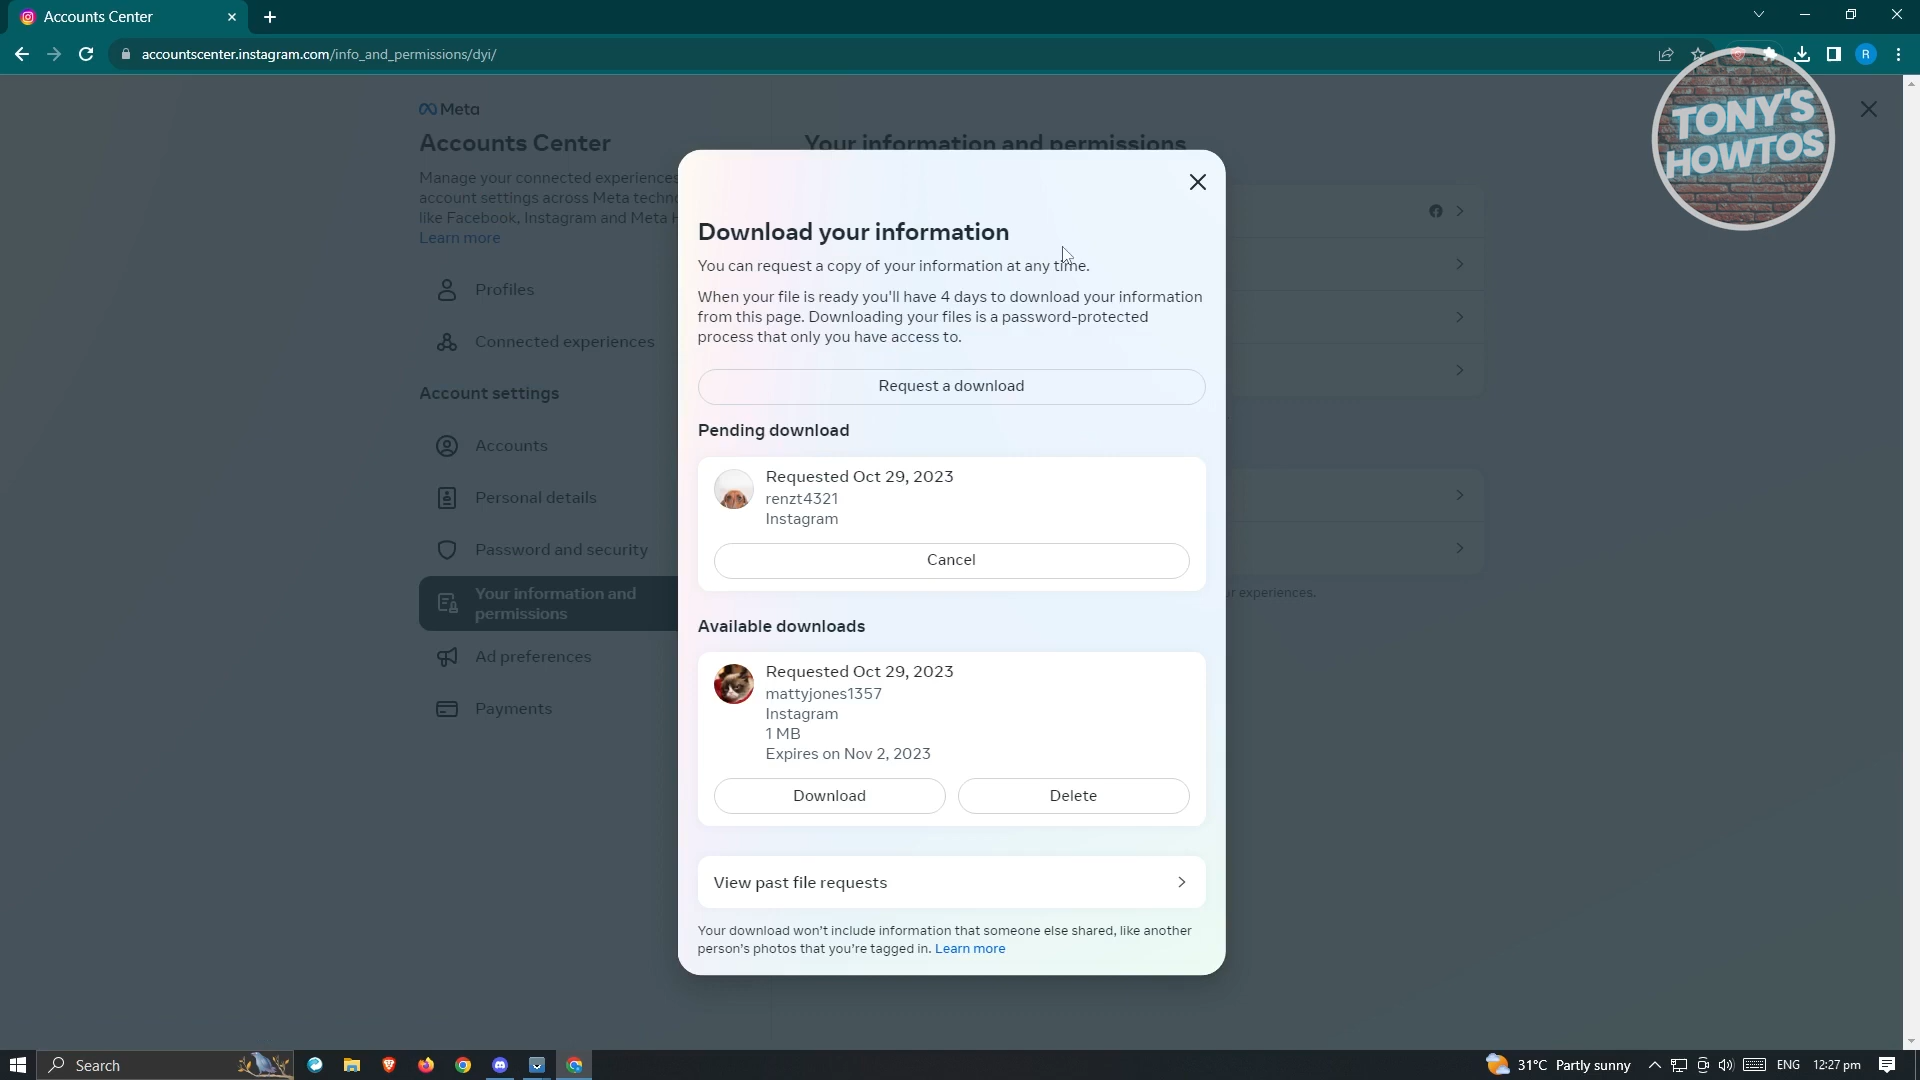 Accounts Center
accountscenter.instagram.com/info_and_permissions/dyi/
R
TONY'S
HOWTOS
Meta
Accounts Center
Manage your connected experiences
account settings across Meta techn
like Facebook, Instagram and Meta H
Learn more
Profiles
Connected experiences
Account settings
Accounts
Personal details
Password and security
Your information and
permissions
Ad preferences
Payments
Your information and permissions
r experiences.
Download your information
You can request a copy of your information at any time.
When your file is ready you'll have 4 days to download your information
from this page. Downloading your files is a password-protected
process that only you have access to.
Request a download
Pending download
Requested Oct 29, 2023
renzt4321
Instagram
Cancel
Available downloads
Requested Oct 29, 2023
mattyjones1357
Instagram
1 MB
Expires on Nov 2, 2023
Download
Delete
View past file requests
Your download won't include information that someone else shared, like another
person's photos that you're tagged in. Learn more
Search
31°C Partly sunny
ENG
12:27 pm